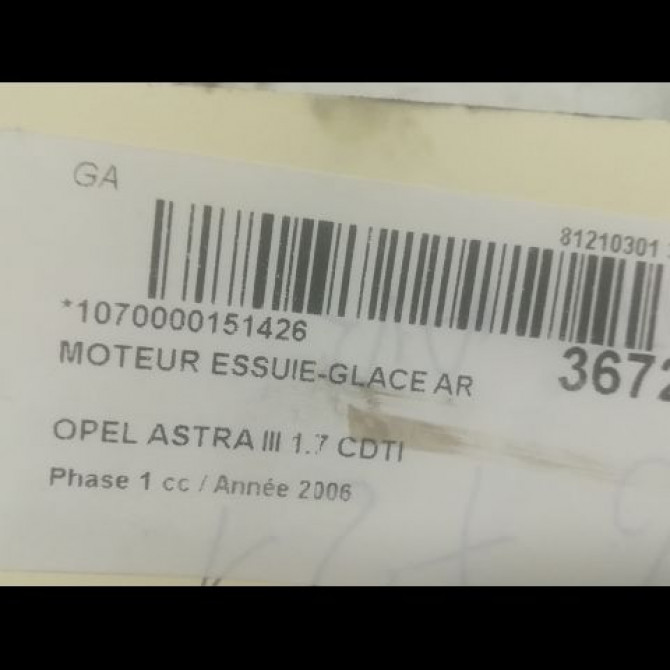 GA
81210301
*1070000151426
MOTEUR ESSUIE-GLACE AR
3672
OPEL ASTRA III 1.7 CDTI
Phase 1 cc / Année 2006